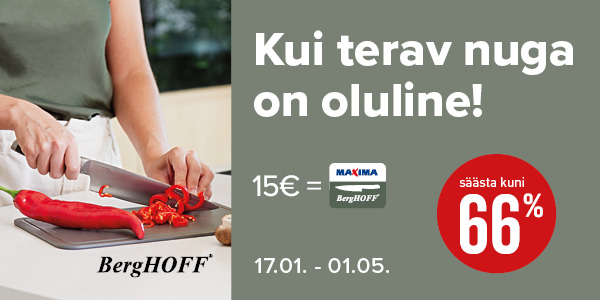 Kui terav nuga
on oluline!
15€ =
MAXIMA
BergHOFF
säästa kuni
66%
BergHOFF®
17.01. - 01.05.